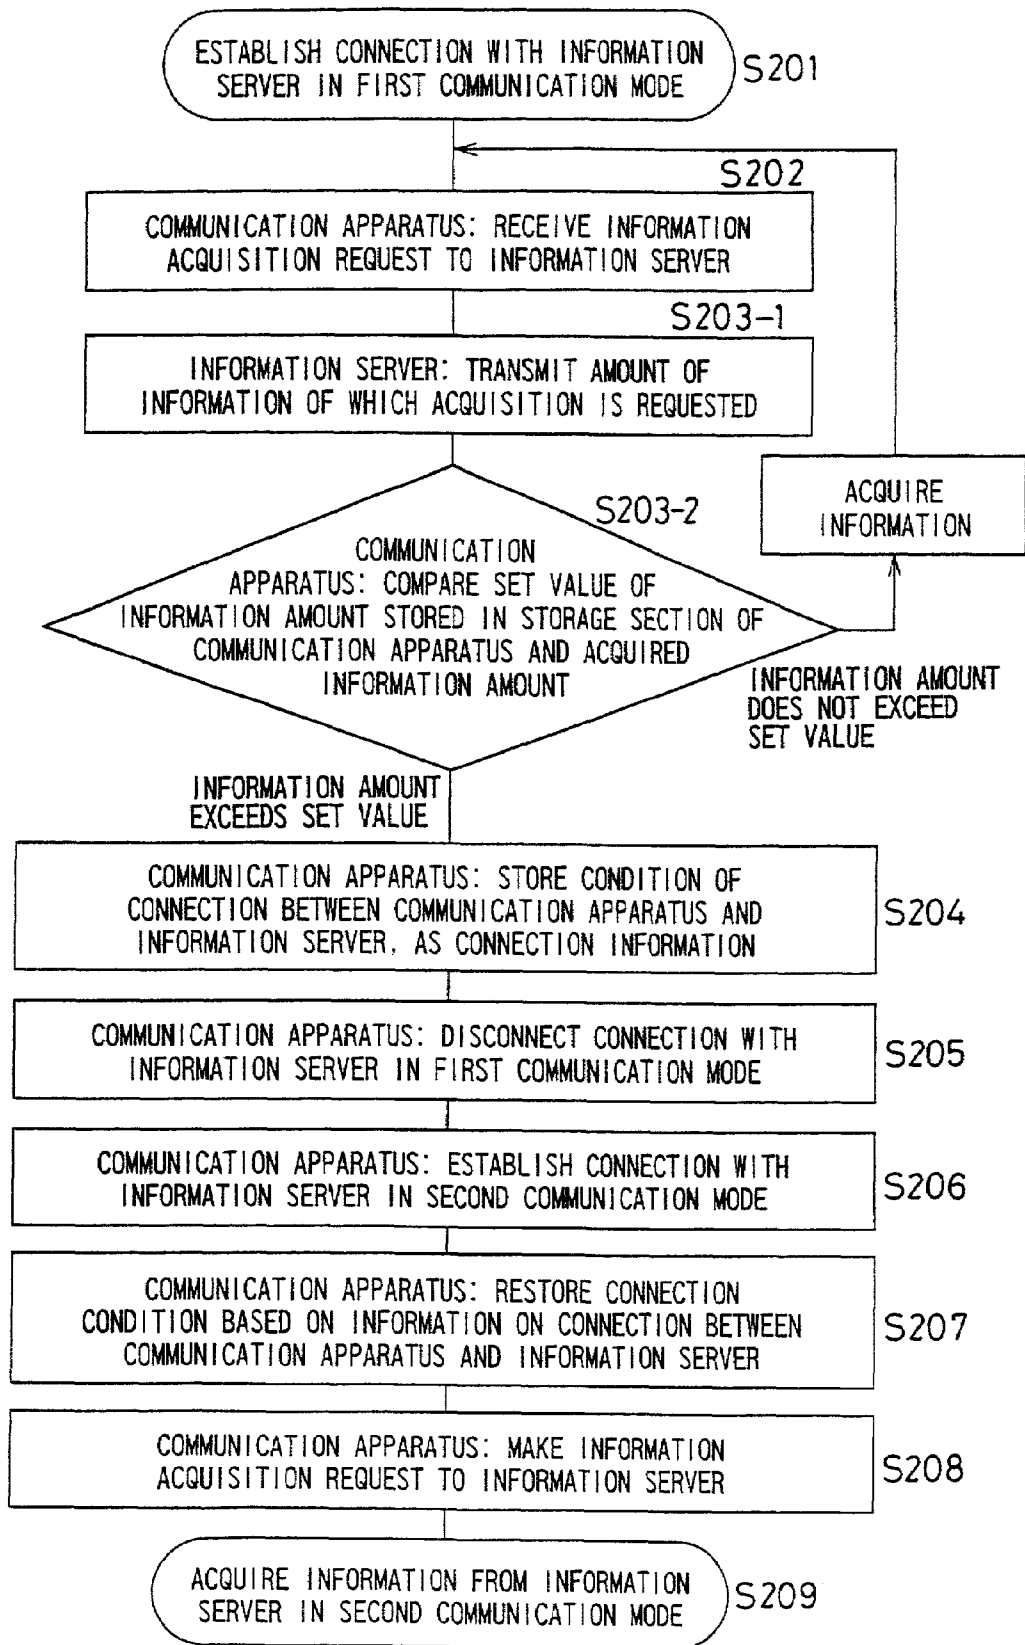 ESTABLISH CONNECTION WITH INFORMATION
SERVER IN FIRST COMMUNICATION MODE
S201
S202
COMMUNICATION APPARATUS: RECEIVE INFORMATION
ACQUISITION REQUEST TO INFORMATION SERVER
S203-1
INFORMATION SERVER: TRANSMIT AMOUNT OF
INFORMATION OF WHICH ACQUISITION IS REQUESTED
ACQUIRE
INFORMATION
S203-2
COMMUNICATION
APPARATUS: COMPARE SET VALUE OF
INFORMATION AMOUNT STORED IN STORAGE SECTION OF
COMMUNICATION APPARATUS AND ACQUIRED
INFORMATION AMOUNT
INFORMATION AMOUNT
DOES NOT EXCEED
SET VALUE
INFORMATION AMOUNT
EXCEEDS SET VALUE
COMMUNICATION APPARATUS: STORE CONDITION OF
CONNECTION BETWEEN COMMUNICATION APPARATUS AND
INFORMATION SERVER, AS CONNECTION INFORMATION
S204
COMMUNICATION APPARATUS: DISCONNECT CONNECTION WITH
INFORMATION SERVER IN FIRST COMMUNICATION MODE
S205
COMMUNICATION APPARATUS: ESTABLISH CONNECTION WITH
INFORMATION SERVER IN SECOND COMMUNICATION MODE
S206
COMMUNICATION APPARATUS: RESTORE CONNECTION
CONDITION BASED ON INFORMATION ON CONNECTION BETWEEN
COMMUNICATION APPARATUS AND INFORMATION SERVER
S207
COMMUNICATION APPARATUS: MAKE INFORMATION
ACQUISITION REQUEST TO INFORMATION SERVER
S208
ACQUIRE INFORMATION FROM INFORMATION
SERVER IN SECOND COMMUNICATION MODE
S209